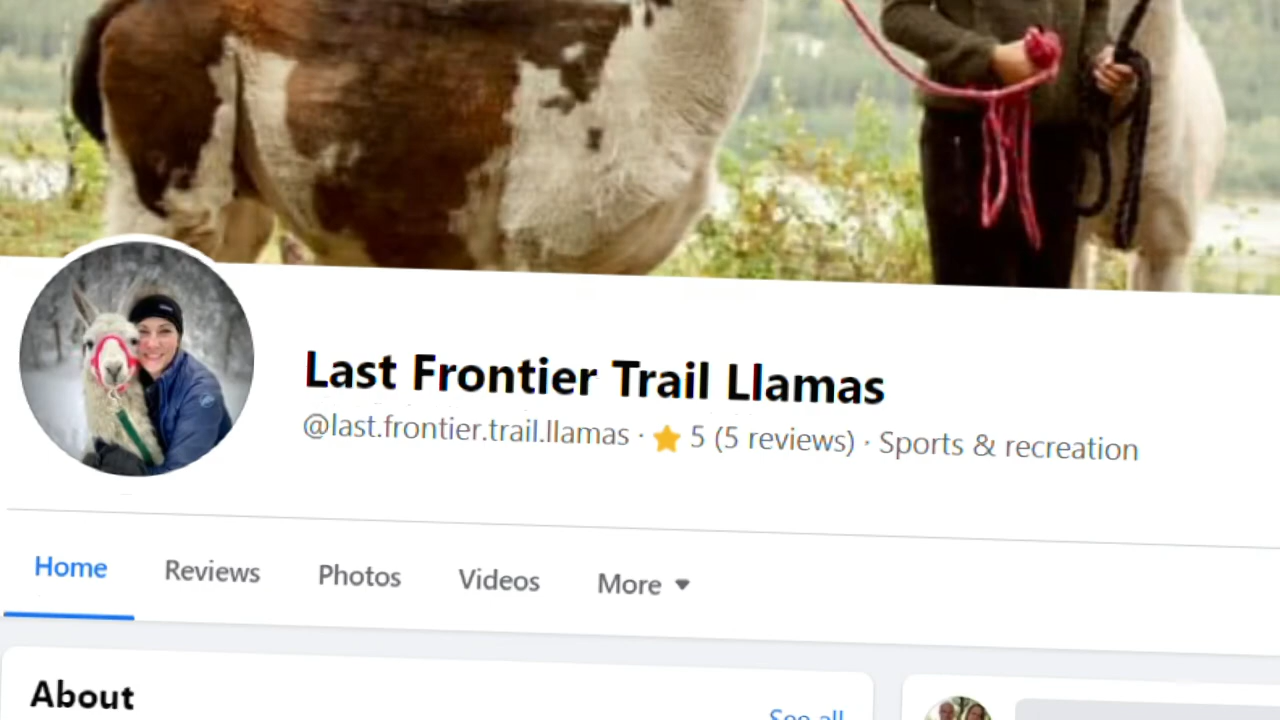 Last Frontier Trail Llamas
@last.frontier.trail.llamas · ⭐ 5 (5 reviews) · Sports & recreation
Home Reviews Photos Videos More
About
See all